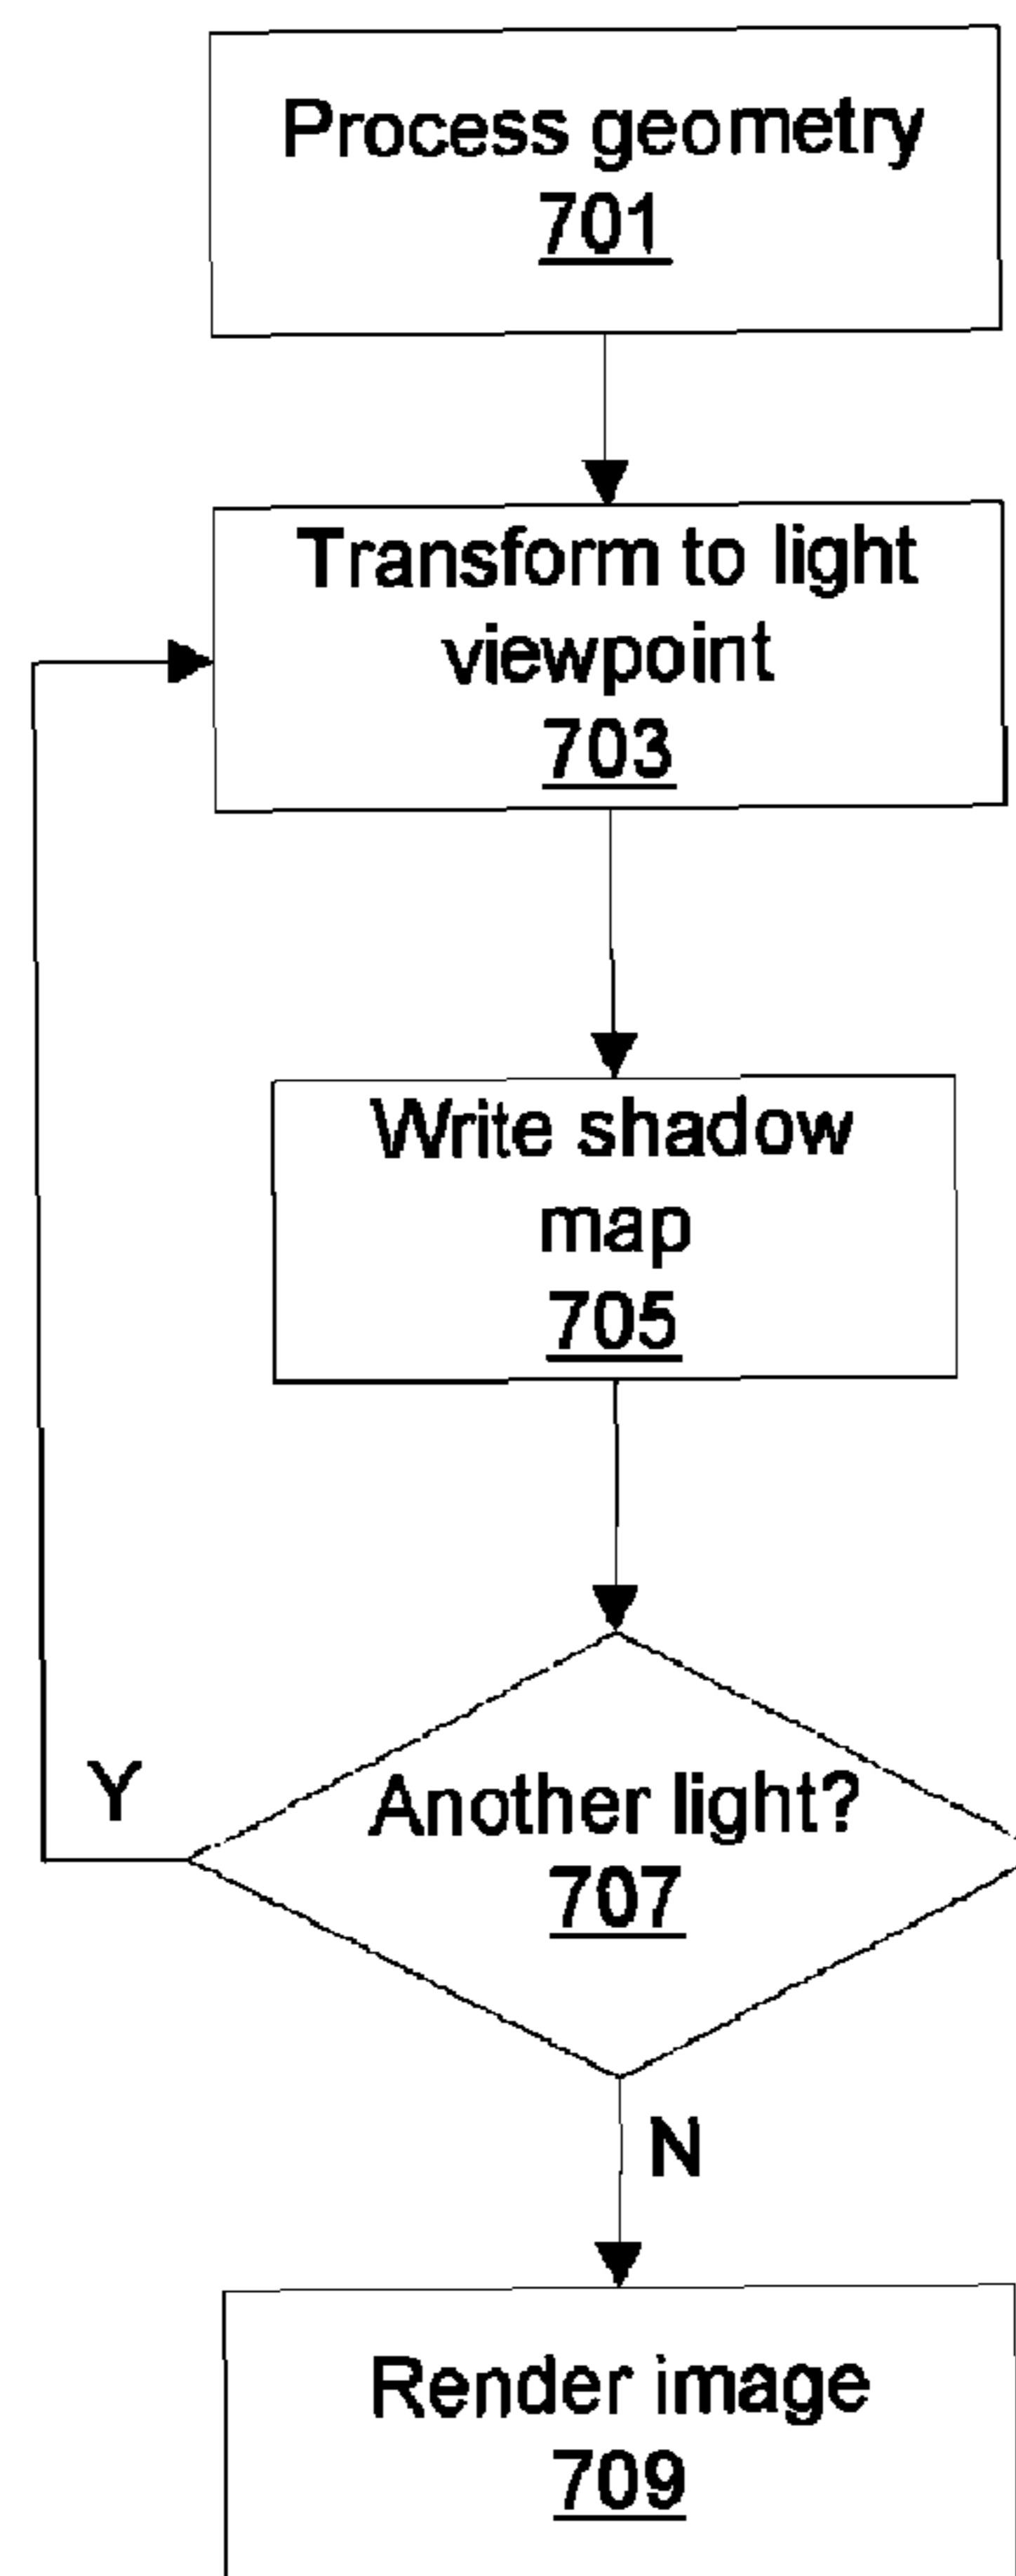 Process geometry
701
Transform to light
viewpoint
703
Write shadow
map
705
Another light?
707
Y
N
Render image
709